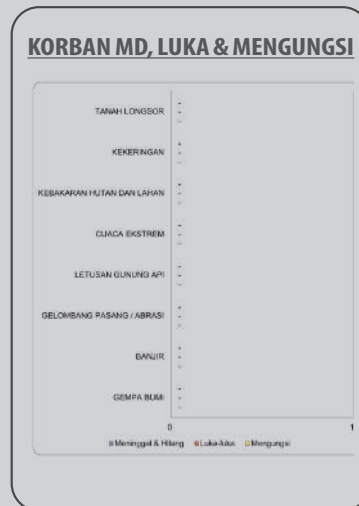 KORBAN MD, LUKA & MENGUNGSI
TANAH LONGSOR
KEKERINGAN
KEBAKARAN HUTAN DAN LAHAN
CUACA EKSTREM
LETUSAN GUNUNG API
GELOMBANG PASANG / ABRASI
BANJIR
GEMPA BUMI
0 1
Meninggal & Hilang Luka-luka Mengungsi